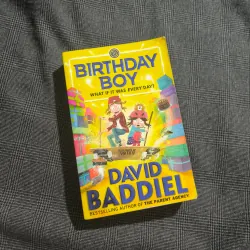 BIRTHDAY
BOY
WHAT IF IT WAS EVERY DAY?
DAVID
BADDIEL
BESTSELLING AUTHOR OF THE PARENT AGENCY